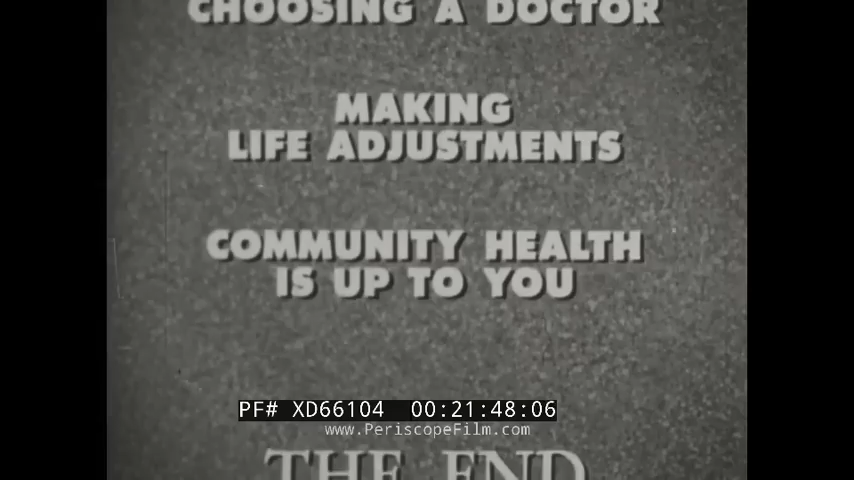 CHOOSING A DOCTOR
MAKING
LIFE ADJUSTMENTS
COMMUNITY HEALTH
IS UP TO YOU
PF# XD66104 00:21:48:06
www.PeriscopeFilm.com
THE END